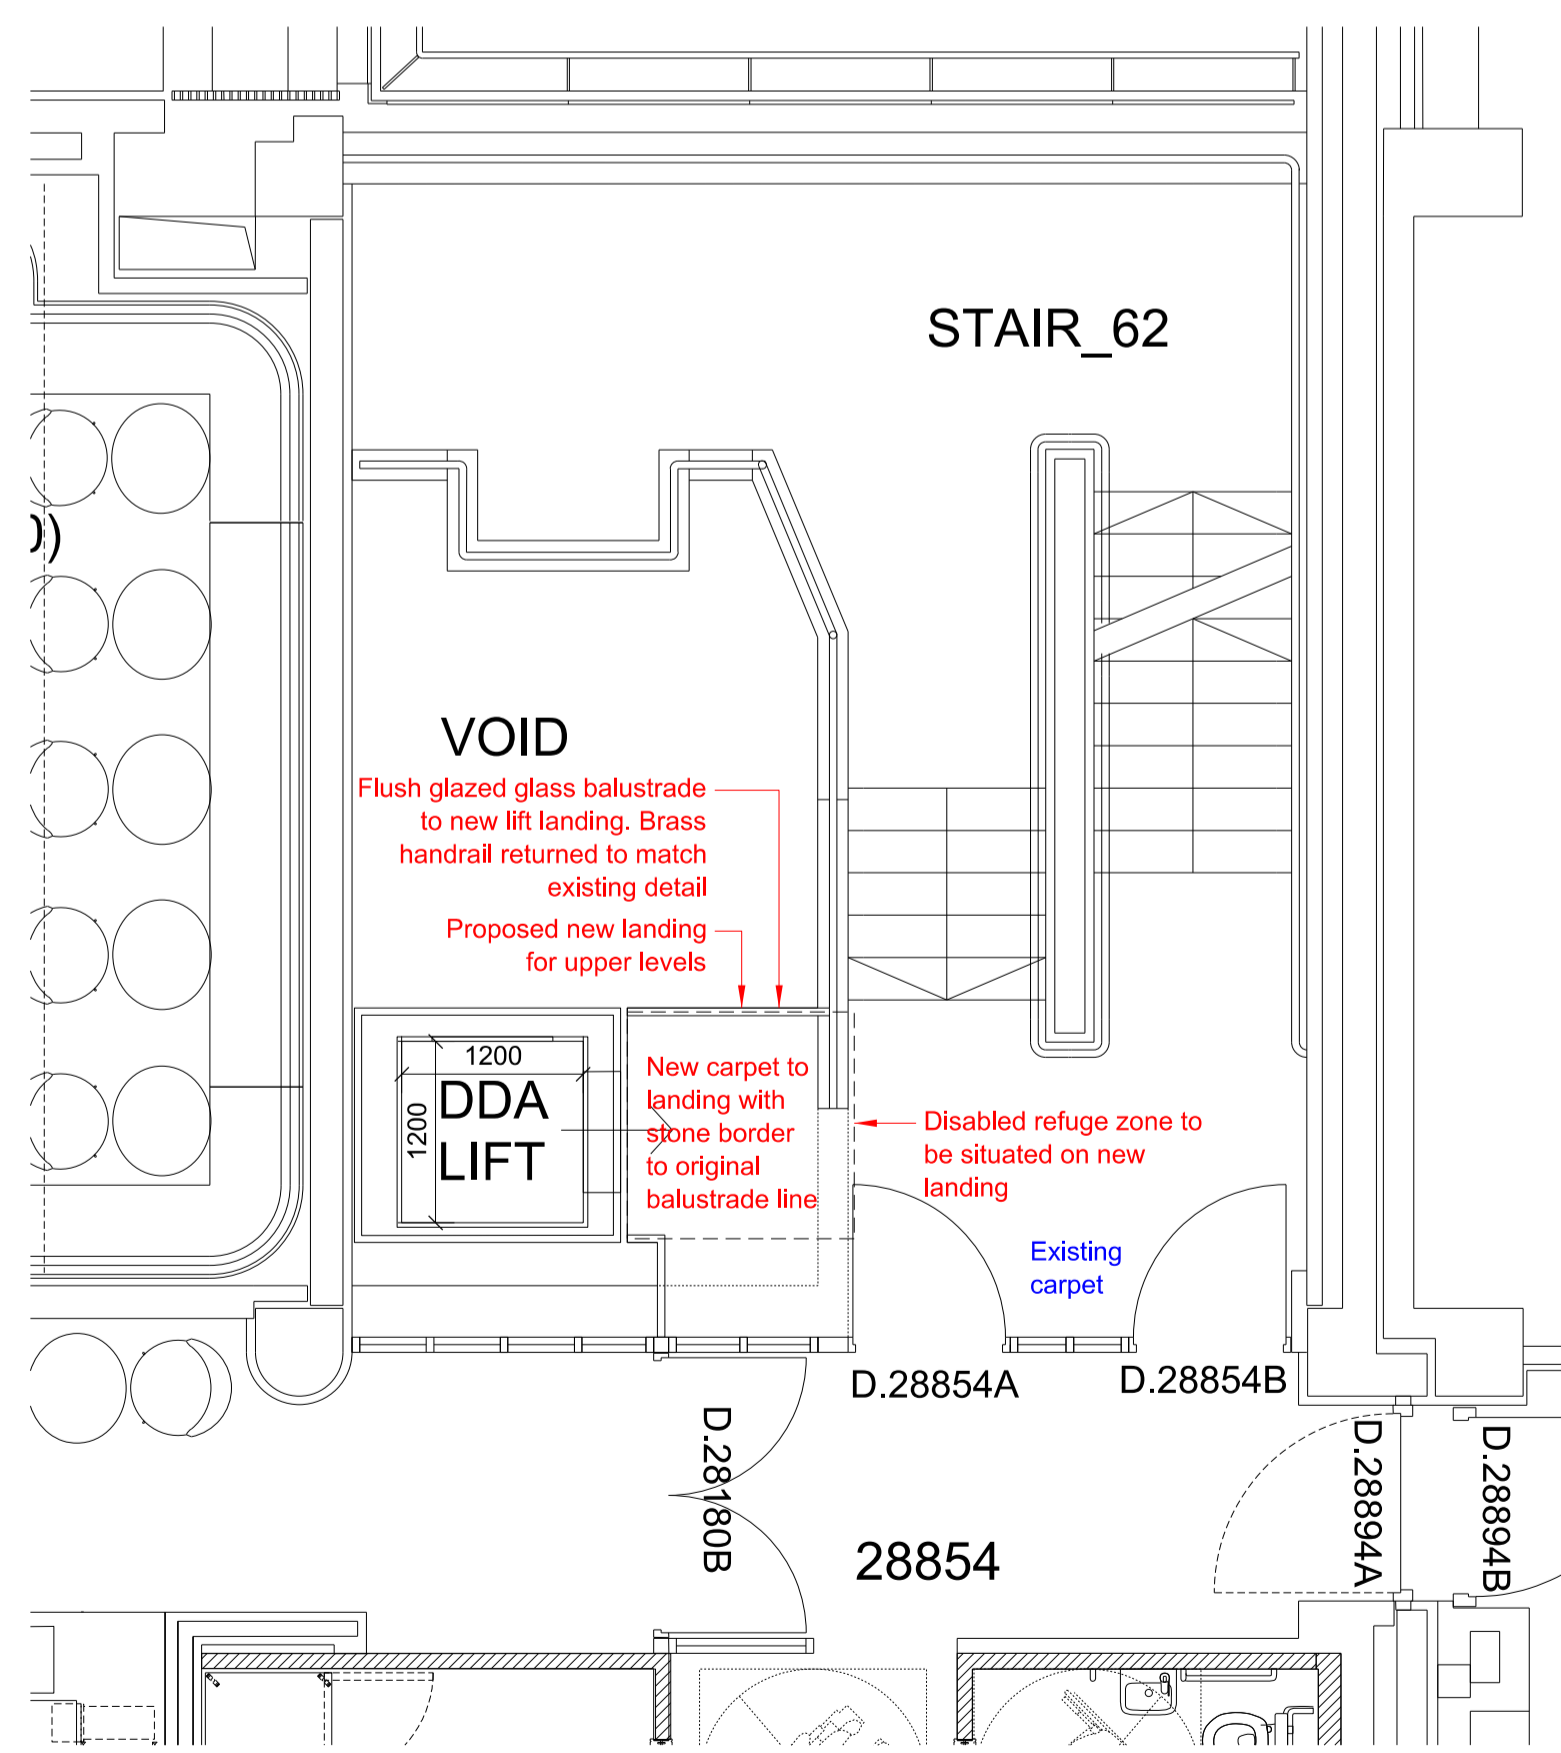 STAIR_62
0)
VOID
Flush glazed glass balustrade
to new lift landing. Brass
handrail returned to match
existing detail
Proposed new landing
for upper levels
1200
1200
DDA
LIFT
New carpet to
landing with
stone border
to original
balustrade line
Disabled refuge zone to
be situated on new
landing
Existing
carpet
D.28854A
D.28854B
D.28180B
D.28894A
D.28894B
28854